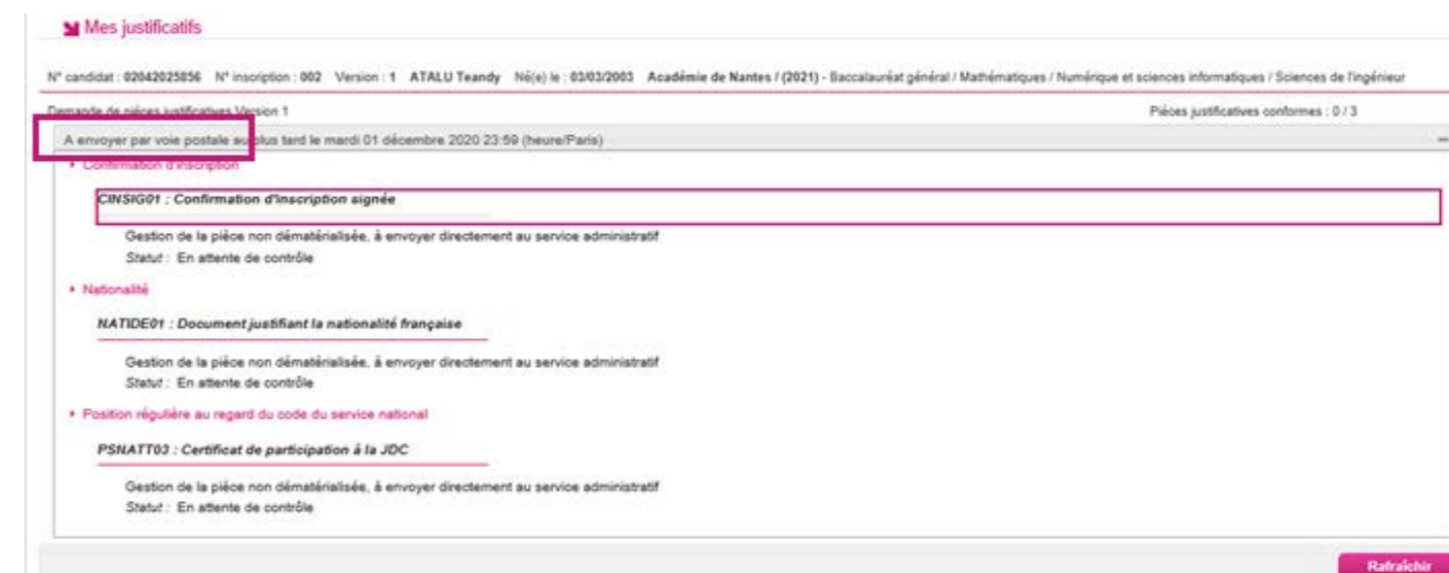 Mes justificatifs
N° candidat : 02042025856 N° inscription : 002 Version : 1 ATALU Teandy Né(e) le : 03/03/2003 Académie de Nantes / (2021) - Baccalauréat général / Mathématiques / Numérique et sciences informatiques / Sciences de l'ingénieur
Demande de pièces justificatives Version 1 Pièces justificatives conformes : 0 / 3
A envoyer par voie postale au plus tard le mardi 01 décembre 2020 23:59 (heure/Paris)
Confirmation d'inscription
CINSIG01 : Confirmation d'inscription signée
Gestion de la pièce non dématérialisée, à envoyer directement au service administratif
Statut : En attente de contrôle
Nationalité
NATIDE01 : Document justifiant la nationalité française
Gestion de la pièce non dématérialisée, à envoyer directement au service administratif
Statut : En attente de contrôle
Position régulière au regard du code du service national
PSNATT03 : Certificat de participation à la JDC
Gestion de la pièce non dématérialisée, à envoyer directement au service administratif
Statut : En attente de contrôle
Rafraîchir